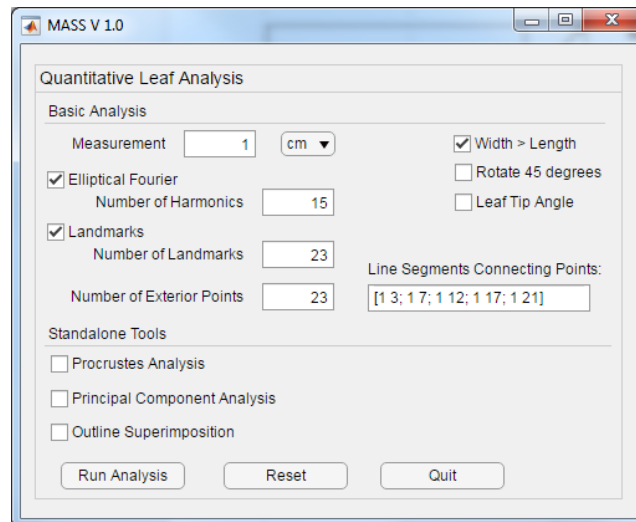 MASS V 1.0
Quantitative Leaf Analysis
Basic Analysis
Measurement 1 cm
Width > Length
Elliptical Fourier
Rotate 45 degrees
Number of Harmonics 15
Leaf Tip Angle
Landmarks
Number of Landmarks 23
Line Segments Connecting Points:
Number of Exterior Points 23
[1 3; 1 7; 1 12; 1 17; 1 21]
Standalone Tools
Procrustes Analysis
Principal Component Analysis
Outline Superimposition
Run Analysis Reset Quit